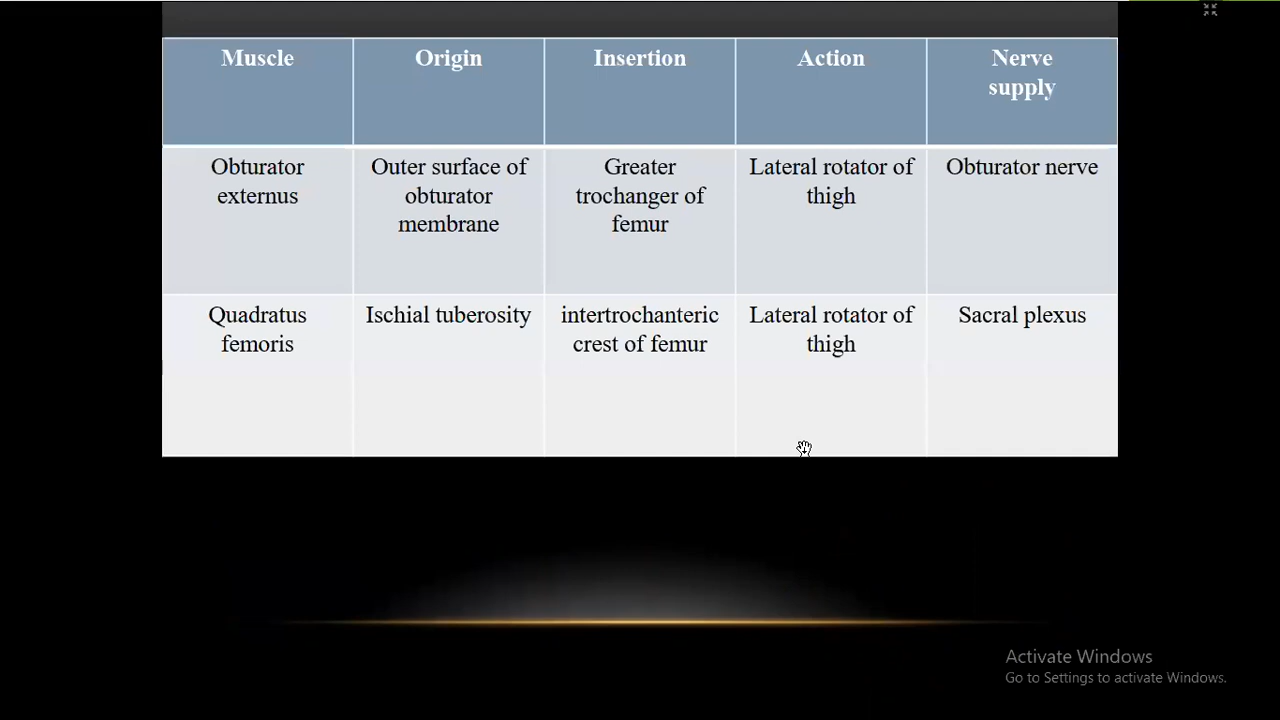 Muscle
Origin
Insertion
Action
Nerve
supply
Obturator
externus
Outer surface of
obturator
membrane
Greater
trochanger of
femur
Lateral rotator of
thigh
Obturator nerve
Quadratus
femoris
Ischial tuberosity
intertrochanteric
crest of femur
Lateral rotator of
thigh
Sacral plexus
Activate Windows
Go to Settings to activate Windows.